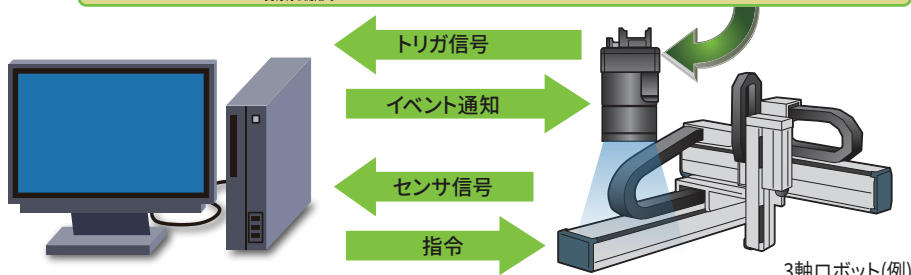 トリガ信号
イベント通知
センサ信号
指令
3軸ロボット(例)